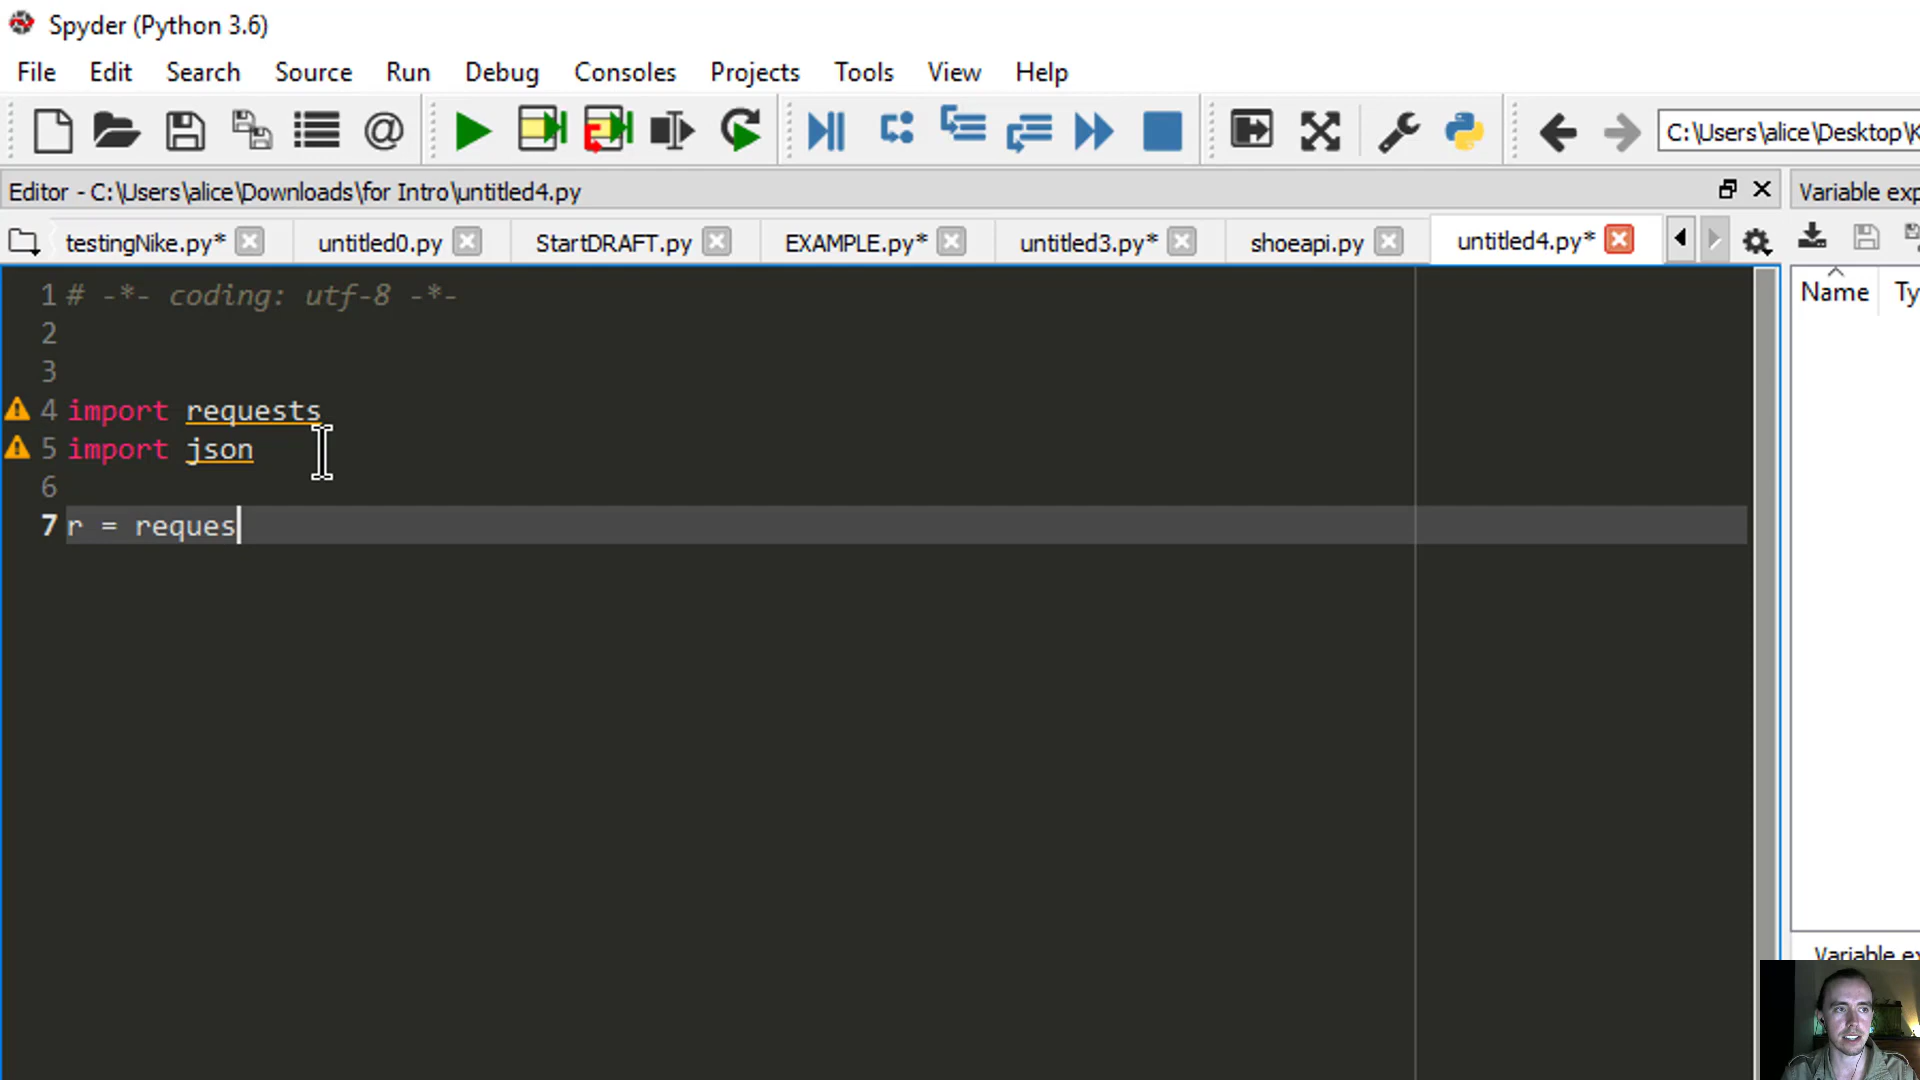 Spyder (Python 3.6)
File Edit Search Source Run Debug Consoles Projects Tools View Help
C:\Users\alice\Desktop\K
Editor - C:\Users\alice\Downloads\for Intro\untitled4.py
Variable exp
testingNike.py* untitled0.py StartDRAFT.py EXAMPLE.py* untitled3.py* shoeapi.py untitled4.py*
Name Ty
1 # -*- coding: utf-8 -*-
2
3
4 import requests
5 import json
6
7 r = reques
Variable ex